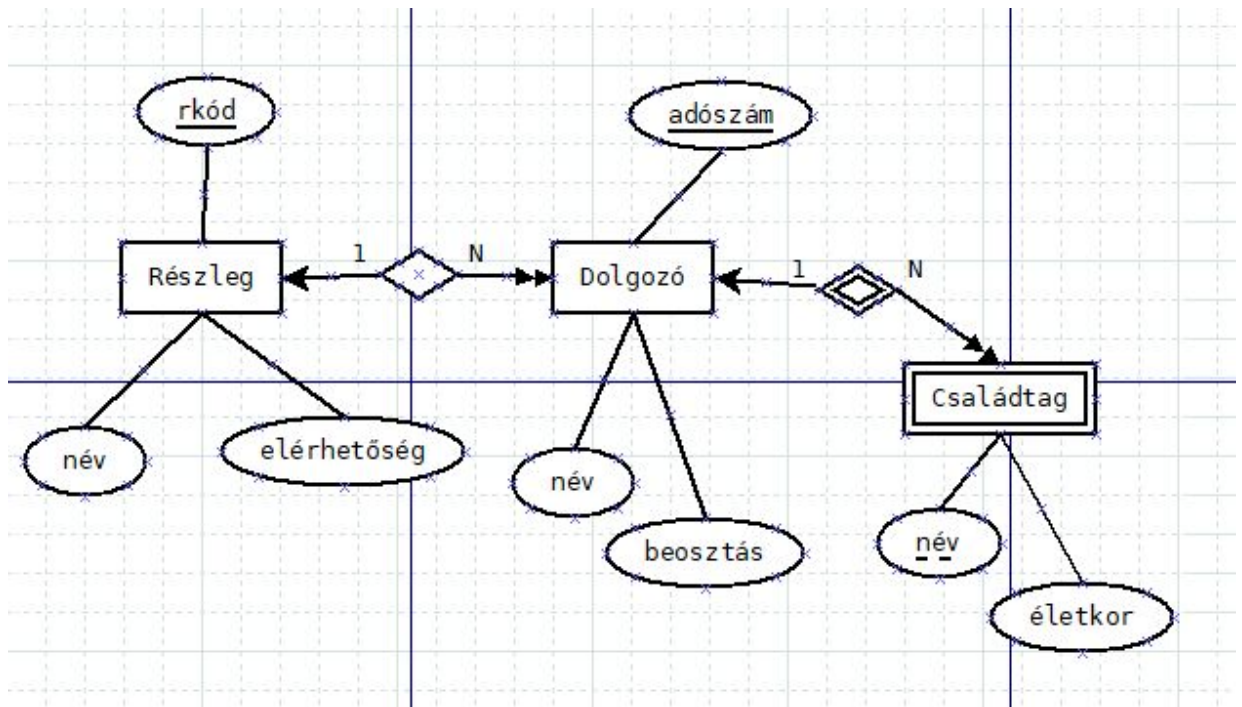 rkód
adószám
1
N
Részleg
Dolgozó
1
N
Családtag
név
elérhetőség
név
beosztás
név
életkor